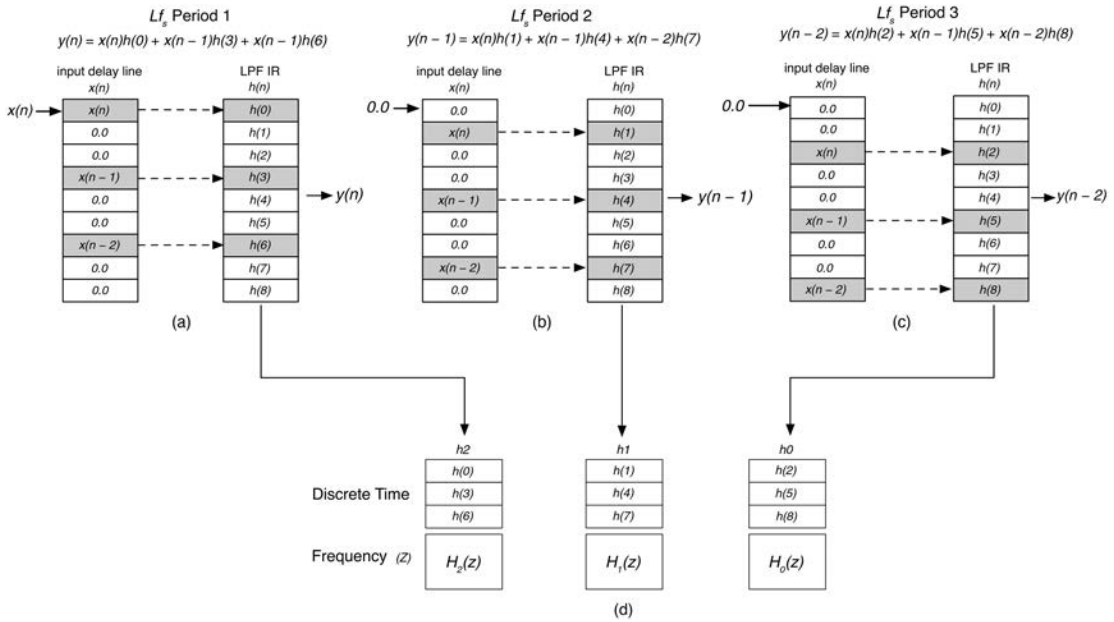 Lfs Period 1
y(n) = x(n)h(0) + x(n−1)h(3) + x(n−1)h(6)
input delay line
x(n)
LPF IR
h(n)
x(n)
x(n)
0.0
0.0
x(n − 1)
0.0
0.0
x(n − 2)
0.0
0.0
h(0)
h(1)
h(2)
h(3)
h(4)
h(5)
h(6)
h(7)
h(8)
y(n)
(a)
Lfs Period 2
y(n − 1) = x(n)h(1) + x(n−1)h(4) + x(n−2)h(7)
input delay line
x(n)
LPF IR
h(n)
0.0
0.0
x(n)
0.0
0.0
x(n − 1)
0.0
0.0
x(n − 2)
0.0
h(0)
h(1)
h(2)
h(3)
h(4)
h(5)
h(6)
h(7)
h(8)
y(n − 1)
(b)
Lfs Period 3
y(n − 2) = x(n)h(2) + x(n−1)h(5) + x(n−2)h(8)
input delay line
x(n)
LPF IR
h(n)
0.0
0.0
0.0
x(n)
0.0
0.0
x(n − 1)
0.0
0.0
x(n − 2)
h(0)
h(1)
h(2)
h(3)
h(4)
h(5)
h(6)
h(7)
h(8)
y(n − 2)
(c)
Discrete Time
h2
h(0)
h(3)
h(6)
h1
h(1)
h(4)
h(7)
h0
h(2)
h(5)
h(8)
Frequency (Z)
H2(z)
H1(z)
H0(z)
(d)